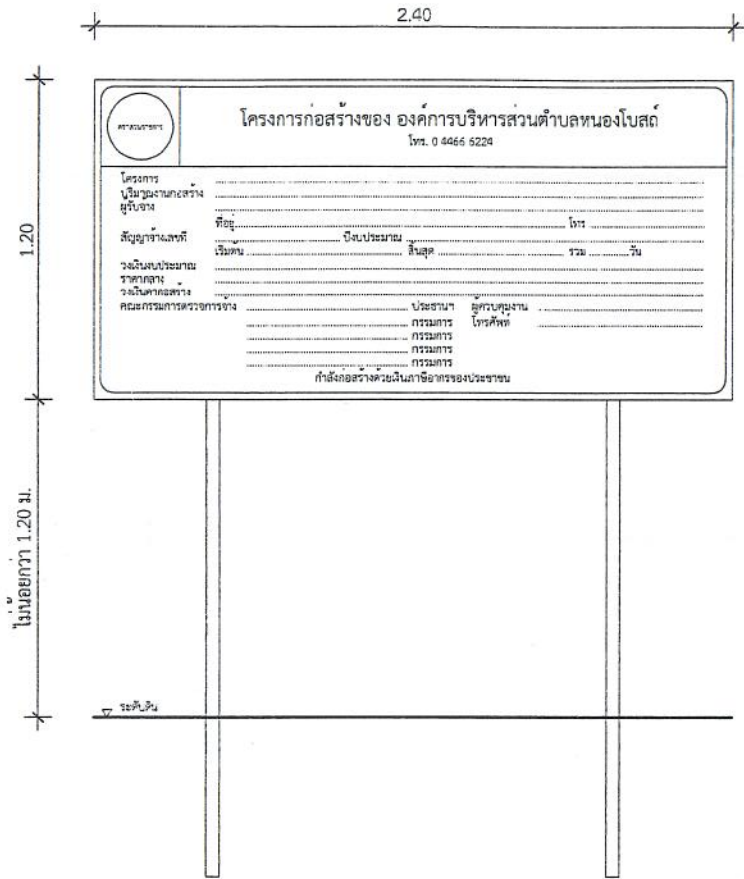 2.40
ตราส่วนราชการ
โครงการก่อสร้างของ องค์การบริหารส่วนตำบลหนองโบสถ์
โทร. 0 4466 6224
1.20
โครงการ
ปริมาณงานก่อสร้าง
ผู้รับจ้าง
ที่อยู่ โทร
สัญญาจ้างเลขที่ ปีงบประมาณ
เริ่มต้น สิ้นสุด รวม วัน
วงเงินงบประมาณ
ราคากลาง
วงเงินค่าก่อสร้าง
คณะกรรมการตรวจการจ้าง ประธานฯ ผู้ควบคุมงาน
กรรมการ โทรศัพท์
กรรมการ
กรรมการ
กรรมการ
กำลังก่อสร้างด้วยเงินภาษีอากรของประชาชน
ไม่น้อยกว่า 1.20 ม.
ระดับดิน